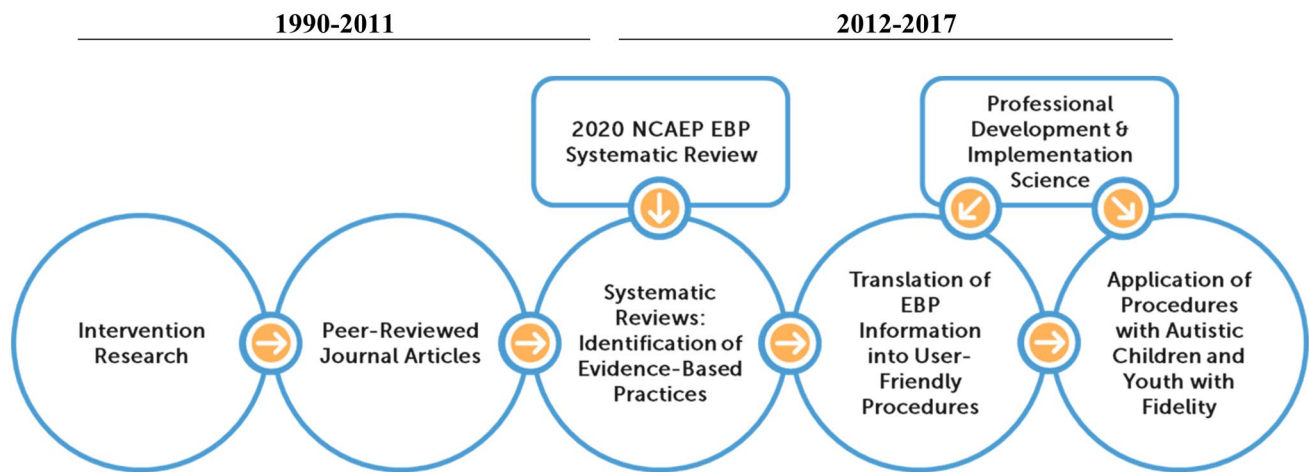 1990-2011
2012-2017
2020 NCAEP EBP
Systematic Review
Professional
Development &
Implementation
Science
Intervention
Research
Peer-Reviewed
Journal Articles
Systematic
Reviews:
Identification of
Evidence-Based
Practices
Translation of
EBP
Information
into User-
Friendly
Procedures
Application of
Procedures
with Autistic
Children and
Youth with
Fidelity